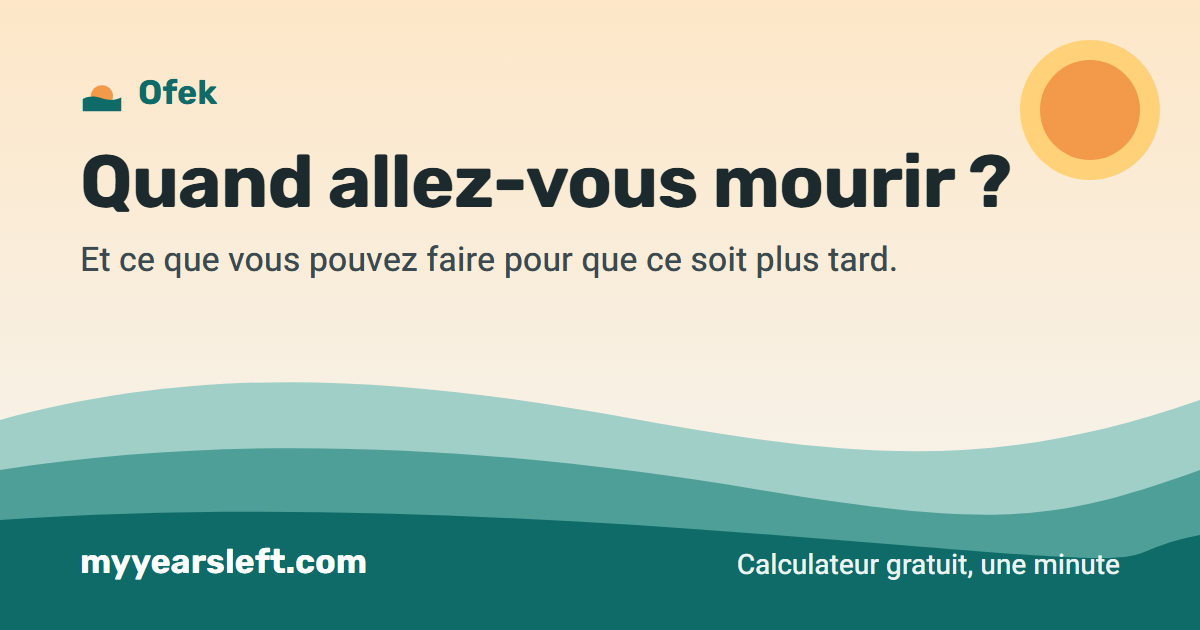 Ofek
Quand allez-vous mourir ?
Et ce que vous pouvez faire pour que ce soit plus tard.
myyearsleft.com
Calculateur gratuit, une minute